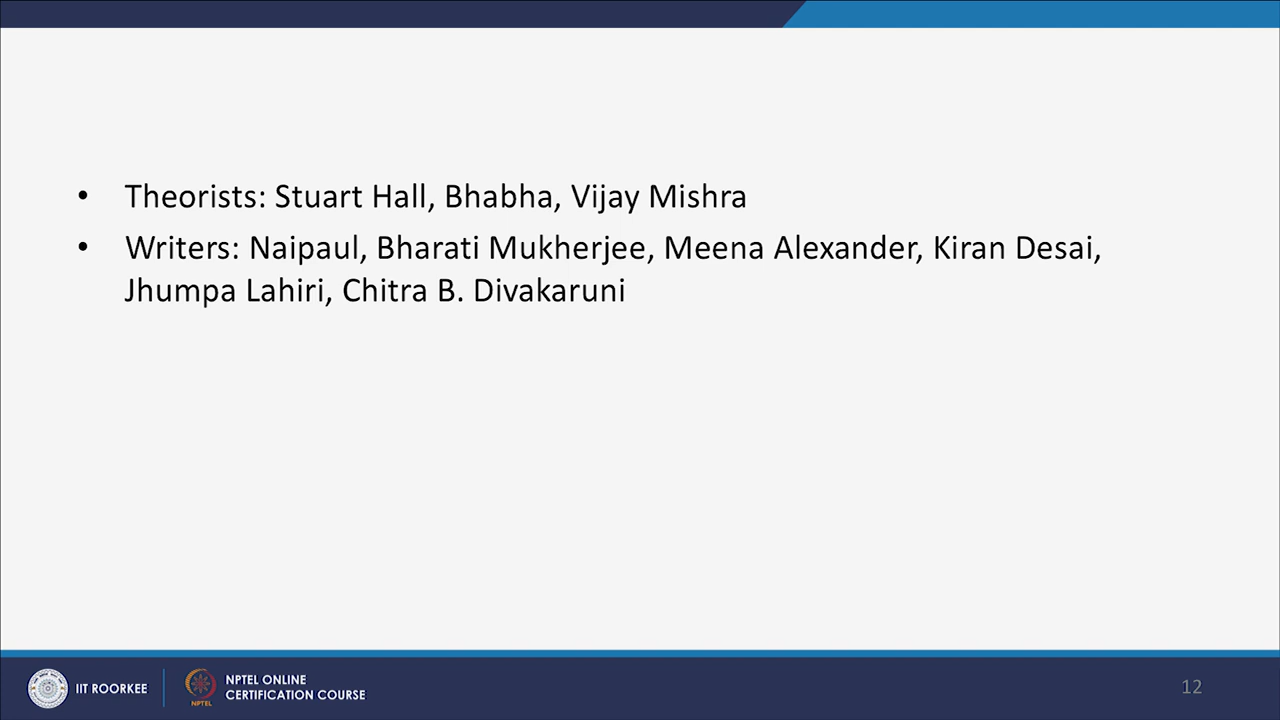 • Theorists: Stuart Hall, Bhabha, Vijay Mishra
• Writers: Naipaul, Bharati Mukherjee, Meena Alexander, Kiran Desai,
Jhumpa Lahiri, Chitra B. Divakaruni
IIT ROORKEE
NPTEL
NPTEL ONLINE
CERTIFICATION COURSE
12